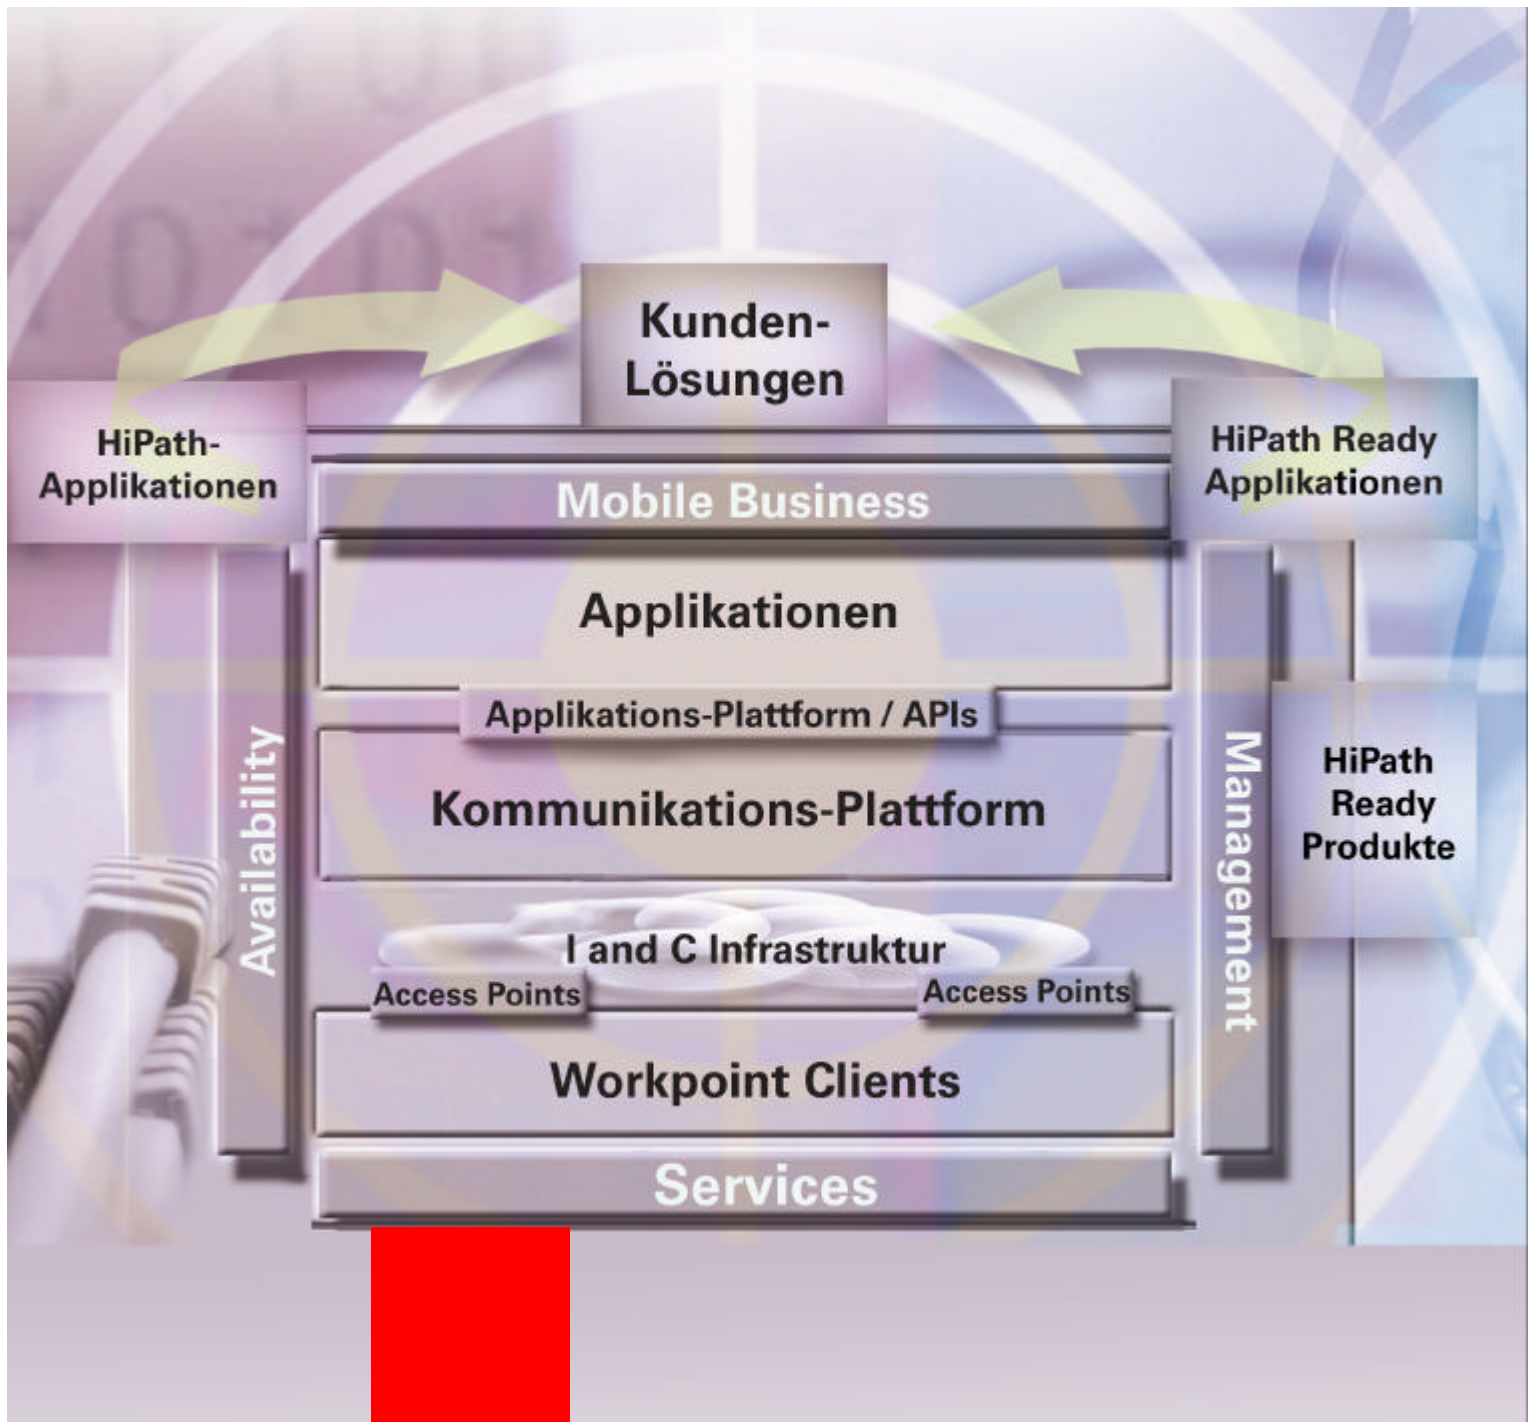 Kunden-
Lösungen
HiPath-
Applikationen
HiPath Ready
Applikationen
Mobile Business
Applikationen
Applikations-Plattform / APIs
Kommunikations-Plattform
Availability
Management
HiPath
Ready
Produkte
I and C Infrastruktur
Access Points
Access Points
Workpoint Clients
Services